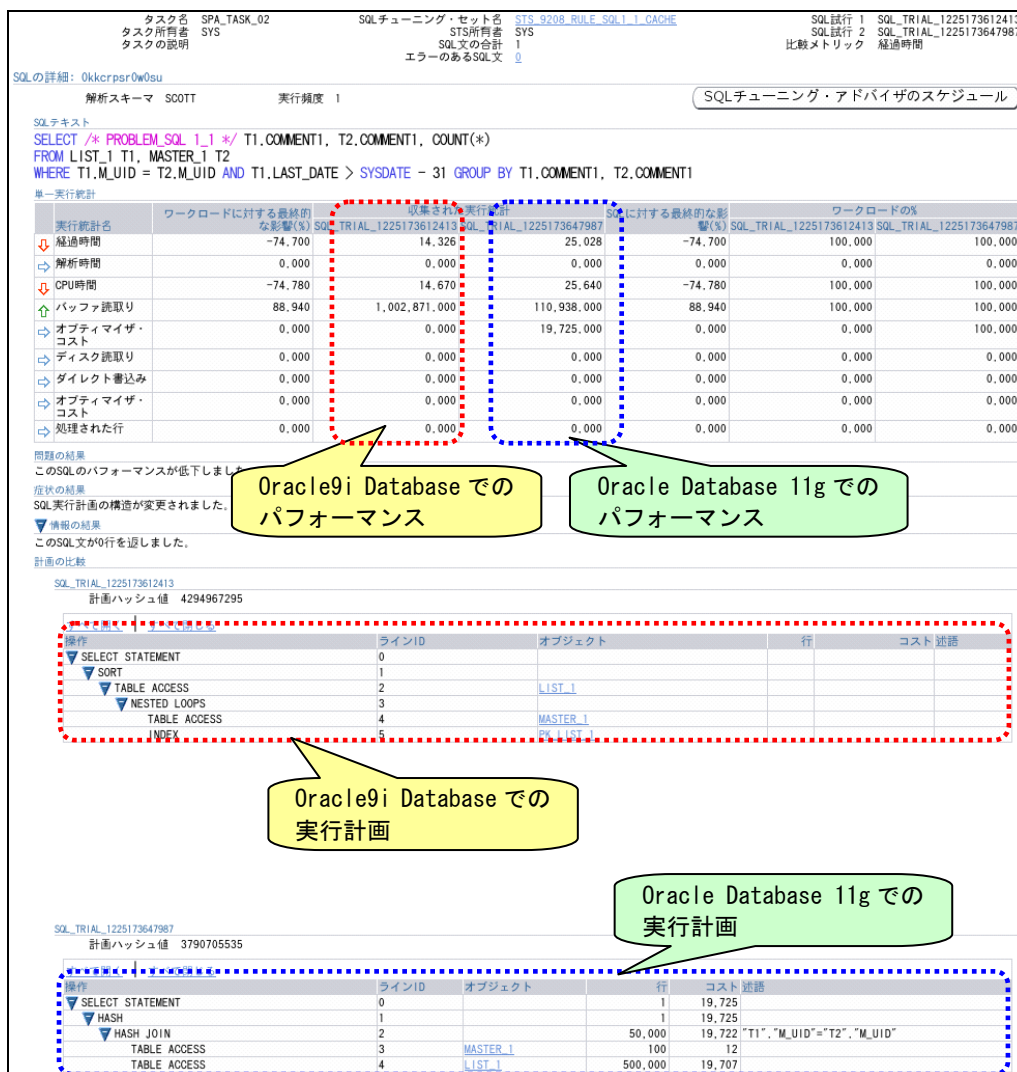 タスク名 SPA_TASK_02 SQLチューニング・セット名 STS_9208_RULE_SQL1_1_CACHE SQL試行 1 SQL_TRIAL_1225173612413
タスク所有者 SYS STS所有者 SYS SQL試行 2 SQL_TRIAL_1225173647987
タスクの説明 SQL文の合計 1 比較メトリック 経過時間
エラーのあるSQL文 0
SQLの詳細: 0kkcrpsr0w0su
解析スキーマ SCOTT 実行頻度 1 SQLチューニング・アドバイザのスケジュール
SQLテキスト
SELECT /* PROBLEM_SQL 1_1 */ T1.COMMENT1, T2.COMMENT1, COUNT(*)
FROM LIST_1 T1, MASTER_1 T2
WHERE T1.M_UID = T2.M_UID AND T1.LAST_DATE > SYSDATE - 31 GROUP BY T1.COMMENT1, T2.COMMENT1
単一実行統計
実行統計名 ワークロードに対する最終的な影響(%) 収集された実行統計 SQLに対する最終的な影響(%) ワークロードの%
SQL_TRIAL_1225173612413 SQL_TRIAL_1225173647987 SQL_TRIAL_1225173612413 SQL_TRIAL_1225173647987
経過時間 -74,700 14,326 25,028 -74,700 100,000 100,000
解析時間 0,000 0,000 0,000 0,000 0,000 0,000
CPU時間 -74,780 14,670 25,640 -74,780 100,000 100,000
バッファ読取り 88,940 1,002,871,000 110,938,000 88,940 100,000 100,000
オプティマイザ・コスト 0,000 0,000 19,725,000 0,000 0,000 100,000
ディスク読取り 0,000 0,000 0,000 0,000 0,000 0,000
ダイレクト書込み 0,000 0,000 0,000 0,000 0,000 0,000
オプティマイザ・コスト 0,000 0,000 0,000 0,000 0,000 0,000
処理された行 0,000 0,000 0,000 0,000 0,000 0,000
問題の結果
このSQLのパフォーマンスが低下しました
Oracle9i Database での
パフォーマンス
Oracle Database 11g での
パフォーマンス
症状の結果
SQL実行計画の構造が変更されました。
情報の結果
このSQL文が0行を返しました。
計画の比較
SQL_TRIAL_1225173612413
計画ハッシュ値 4294967295
すべて開く | すべて閉じる
操作 ラインID オブジェクト 行 コスト 述語
SELECT STATEMENT 0
SORT 1
TABLE ACCESS 2 LIST_1
NESTED LOOPS 3
TABLE ACCESS 4 MASTER_1
INDEX 5 PK_LIST_1
Oracle9i Database での
実行計画
Oracle Database 11g での
実行計画
SQL_TRIAL_1225173647987
計画ハッシュ値 3790705535
すべて開く | すべて閉じる
操作 ラインID オブジェクト 行 コスト 述語
SELECT STATEMENT 0 1 19,725
HASH 1 1 19,725
HASH JOIN 2 50,000 19,722 "T1"."M_UID"="T2"."M_UID"
TABLE ACCESS 3 MASTER_1 100 12
TABLE ACCESS 4 LIST_1 500,000 19,707